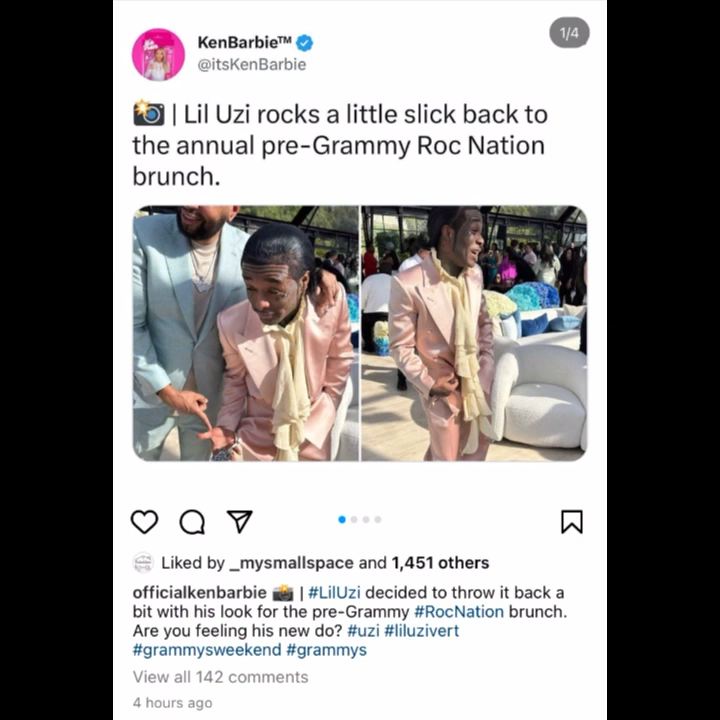 KenBarbie™
@itsKenBarbie
1/4
📸 | Lil Uzi rocks a little slick back to
the annual pre-Grammy Roc Nation
brunch.
Liked by _mysmallspace and 1,451 others
officialkenbarbie 📸 | #LilUzi decided to throw it back a
bit with his look for the pre-Grammy #RocNation brunch.
Are you feeling his new do? #uzi #liluzivert
#grammysweekend #grammys
View all 142 comments
4 hours ago